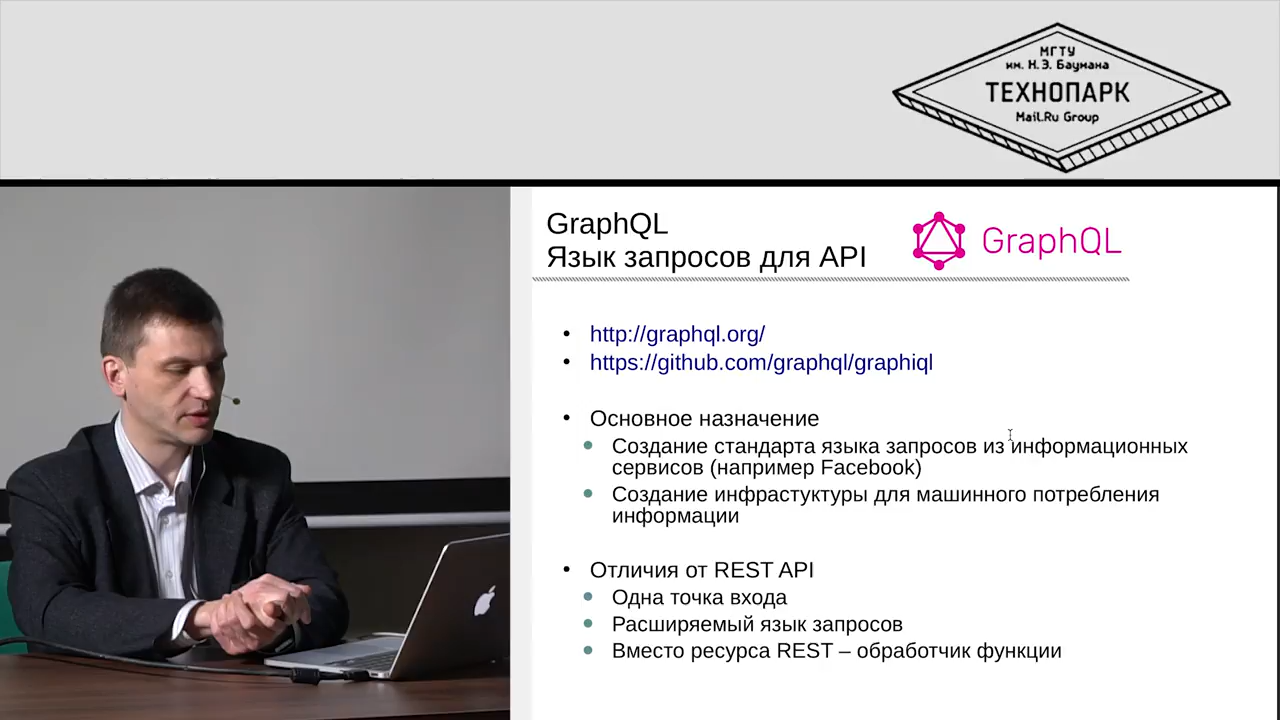 МГТУ
им. Н.Э. Баумана
ТЕХНОПАРК
Mail.Ru Group
GraphQL
Язык запросов для API
GraphQL
http://graphql.org/
https://github.com/graphql/graphiql
Основное назначение
Создание стандарта языка запросов из информационных
сервисов (например Facebook)
Создание инфрастуктуры для машинного потребления
информации
Отличия от REST API
Одна точка входа
Расширяемый язык запросов
Вместо ресурса REST – обработчик функции